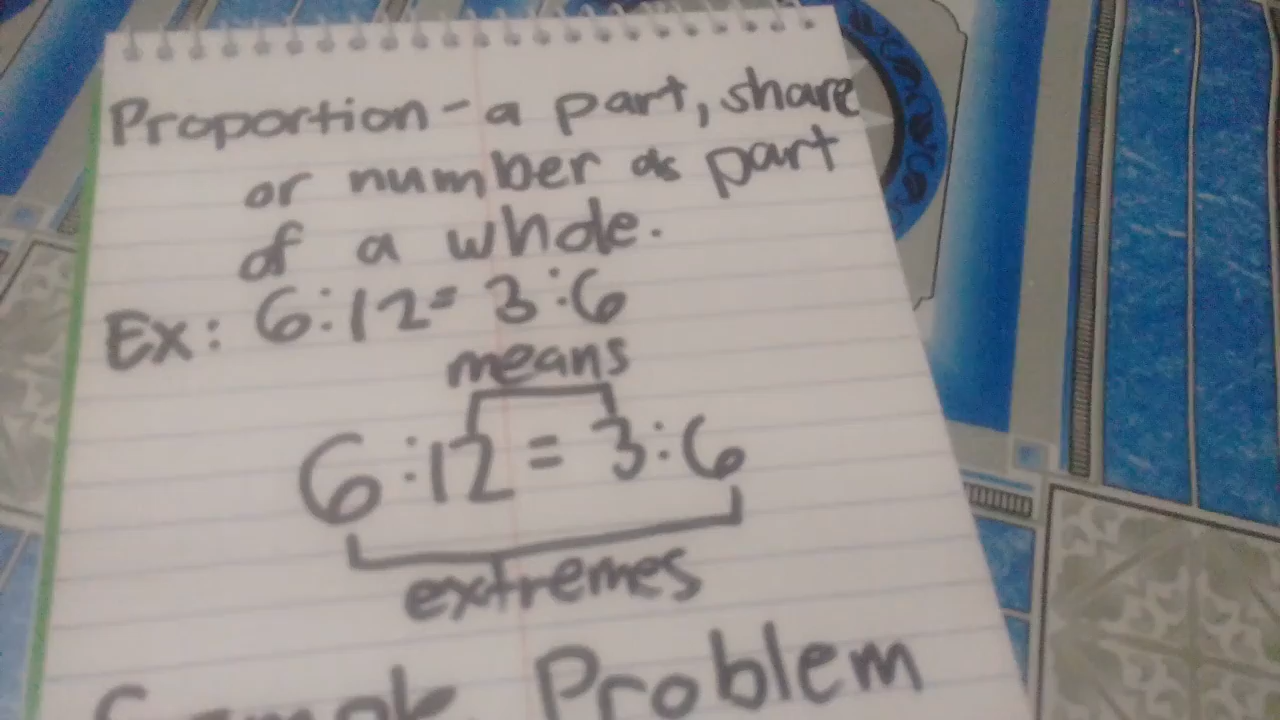 Proportion - a part, share
or number as part
of a whole.
Ex: 6:12 = 3:6
means
6:12 = 3:6
extremes
Sample Problem